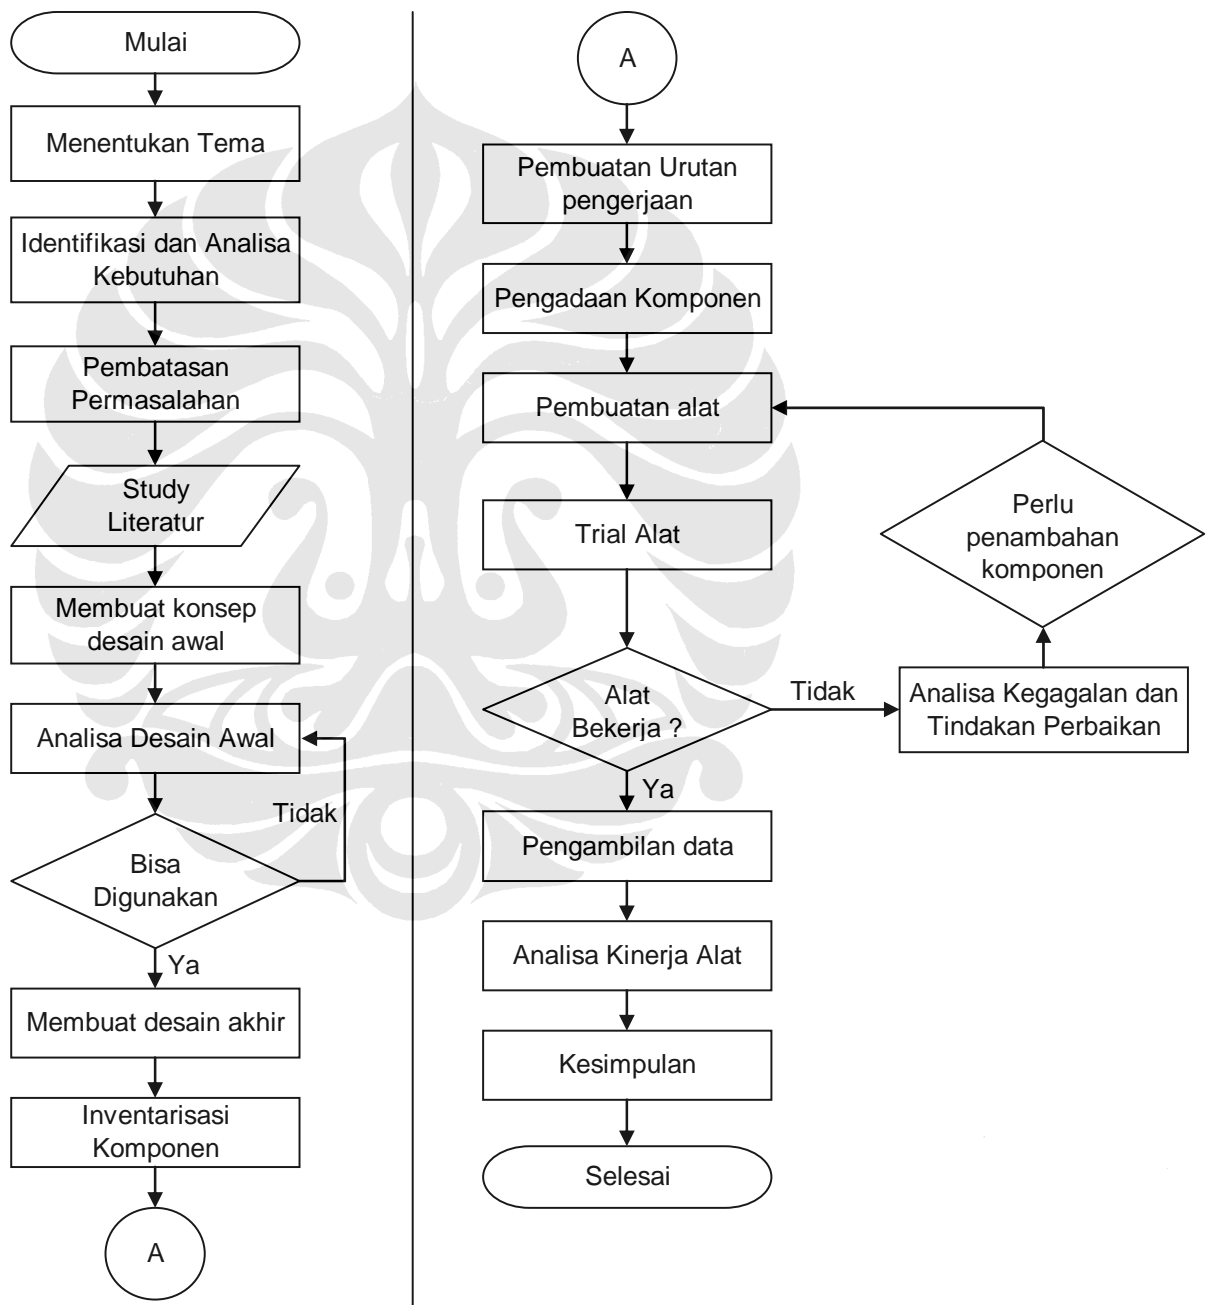 Mulai
Menentukan Tema
Identifikasi dan Analisa
Kebutuhan
Pembatasan
Permasalahan
Study
Literatur
Membuat konsep
desain awal
Analisa Desain Awal
Tidak
Bisa
Digunakan
Ya
Membuat desain akhir
Inventarisasi
Komponen
A
A
Pembuatan Urutan
pengerjaan
Pengadaan Komponen
Pembuatan alat
Trial Alat
Perlu
penambahan
komponen
Alat
Bekerja ?
Tidak
Analisa Kegagalan dan
Tindakan Perbaikan
Ya
Pengambilan data
Analisa Kinerja Alat
Kesimpulan
Selesai